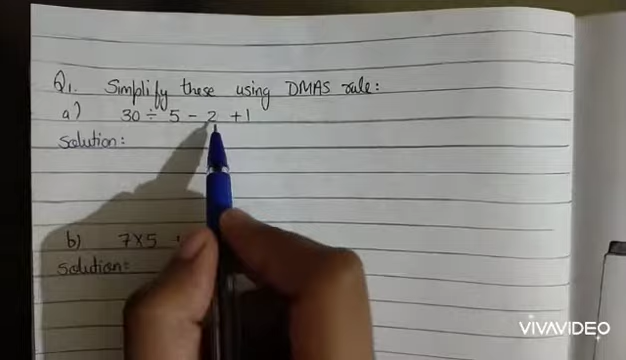 Q1. Simplify these using DMAS rule:
a) 30 ÷ 5 - 2 + 1
Solution:
b) 7 x 5
Solution:
VIVAVIDEO